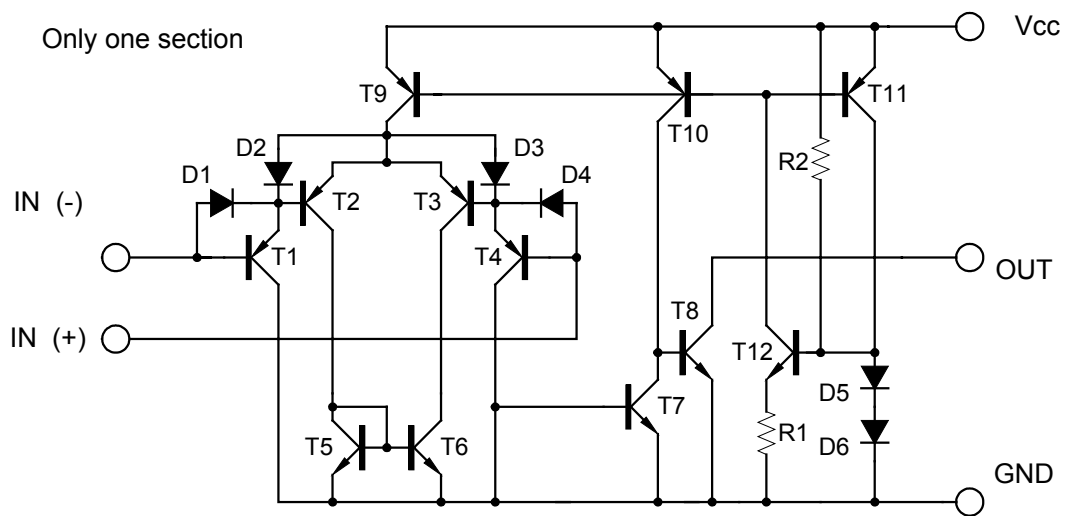 Only one section
Vcc
T9
T10
T11
D2
D3
D1
D4
R2
IN (-)
T2
T3
T1
T4
OUT
IN (+)
T8
T12
D5
T7
T5
T6
R1
D6
GND